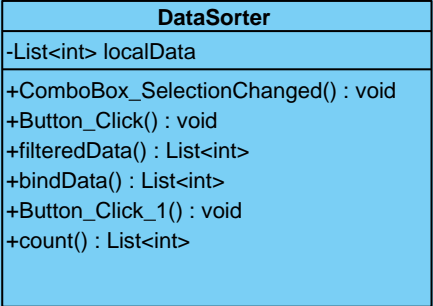 DataSorter
-List<int> localData
+ComboBox_SelectionChanged() : void
+Button_Click() : void
+filteredData() : List<int>
+bindData() : List<int>
+Button_Click_1() : void
+count() : List<int>